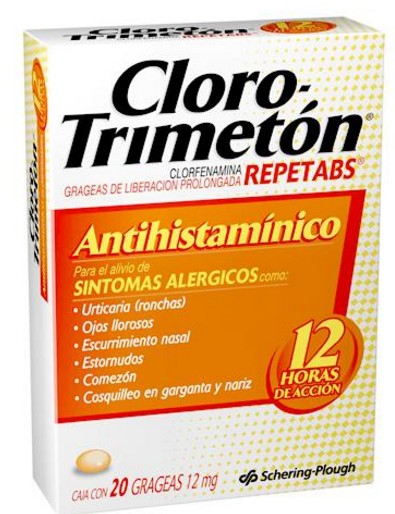 Cloro-
Trimetón®
CLORFENAMINA
GRAGEAS DE LIBERACION PROLONGADA REPETABS®
Antihistamínico
Para el alivio de
SINTOMAS ALERGICOS como:
• Urticaria (ronchas)
• Ojos llorosos
• Escurrimiento nasal
• Estornudos
• Comezón
• Cosquilleo en garganta y nariz
12
HORAS
DE ACCIÓN
CAJA CON 20 GRAGEAS 12 mg
Schering-Plough